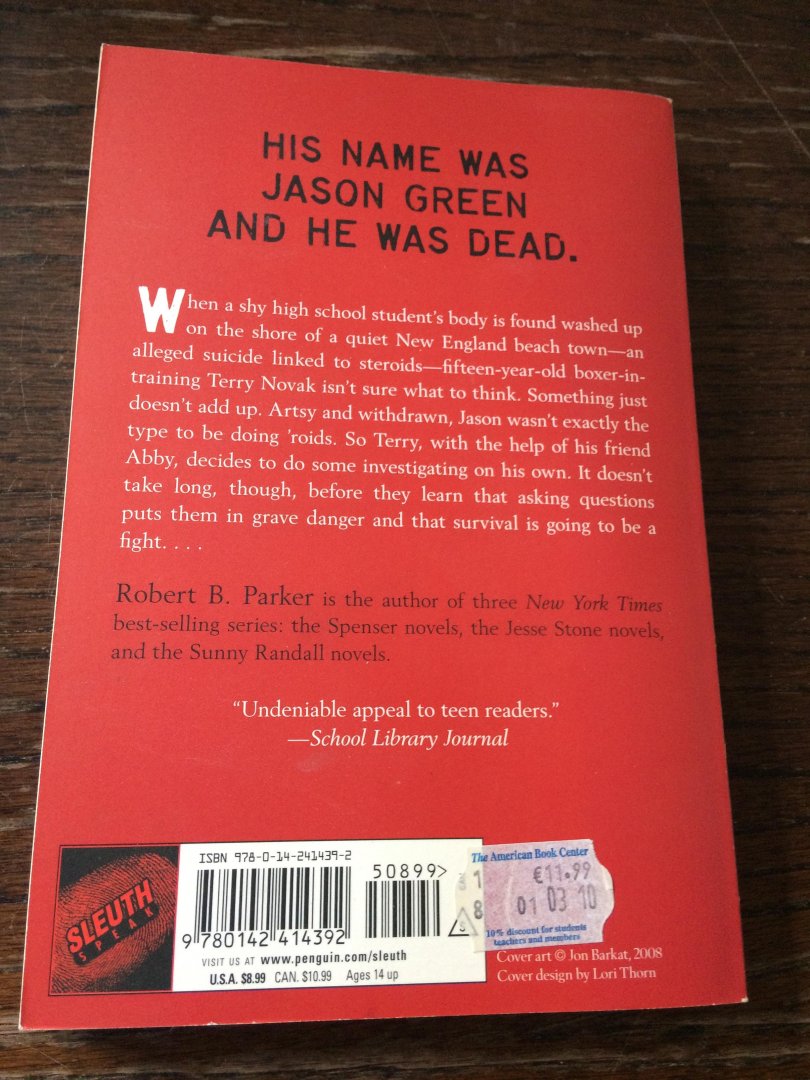 HIS NAME WAS
JASON GREEN
AND HE WAS DEAD.
When a shy high school student's body is found washed up
on the shore of a quiet New England beach town—an
alleged suicide linked to steroids—fifteen-year-old boxer-in-
training Terry Novak isn't sure what to think. Something just
doesn't add up. Artsy and withdrawn, Jason wasn't exactly the
type to be doing 'roids. So Terry, with the help of his friend
Abby, decides to do some investigating on his own. It doesn't
take long, though, before they learn that asking questions
puts them in grave danger and that survival is going to be a
fight. . . .
Robert B. Parker is the author of three New York Times
best-selling series: the Spenser novels, the Jesse Stone novels,
and the Sunny Randall novels.
“Undeniable appeal to teen readers.”
—School Library Journal
SLEUTH
SPEAK
ISBN 978-0-14-241439-2
50899>
9 780142 414392
VISIT US AT www.penguin.com/sleuth
U.S.A. $8.99 CAN. $10.99 Ages 14 up
S
The American Book Center
€11.99
01 03 10
10% discount for students
teachers and members
Cover art © Jon Barkat, 2008
Cover design by Lori Thorn